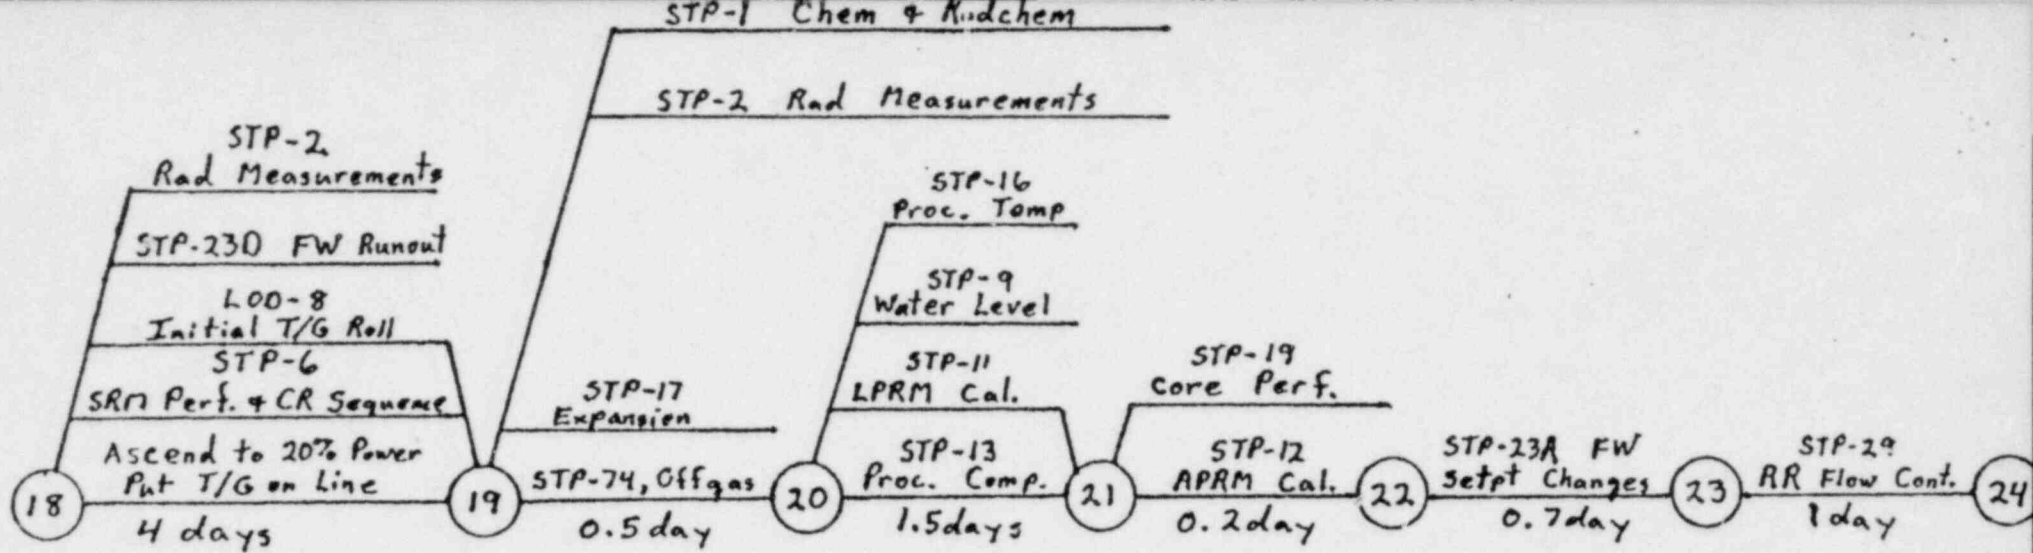 STP-1 Chem & Radchem
STP-2 Rad Measurements
STP-2
Rad Measurements
STP-23D FW Runout
LOD-8
Initial T/G Roll
STP-6
SRM Perf. & CR Sequence
Ascend to 20% Power
Put T/G on Line
18
4 days
19
STP-17
Expansion
STP-74, Offgas
0.5 day
20
STP-16
Proc. Temp
STP-9
Water Level
STP-11
LPRM Cal.
STP-13
Proc. Comp.
1.5 days
21
STP-19
Core Perf.
STP-12
APRM Cal.
0.2 day
22
STP-23A FW
Setpt Changes
0.7 day
23
STP-29
RR Flow Cont.
1 day
24